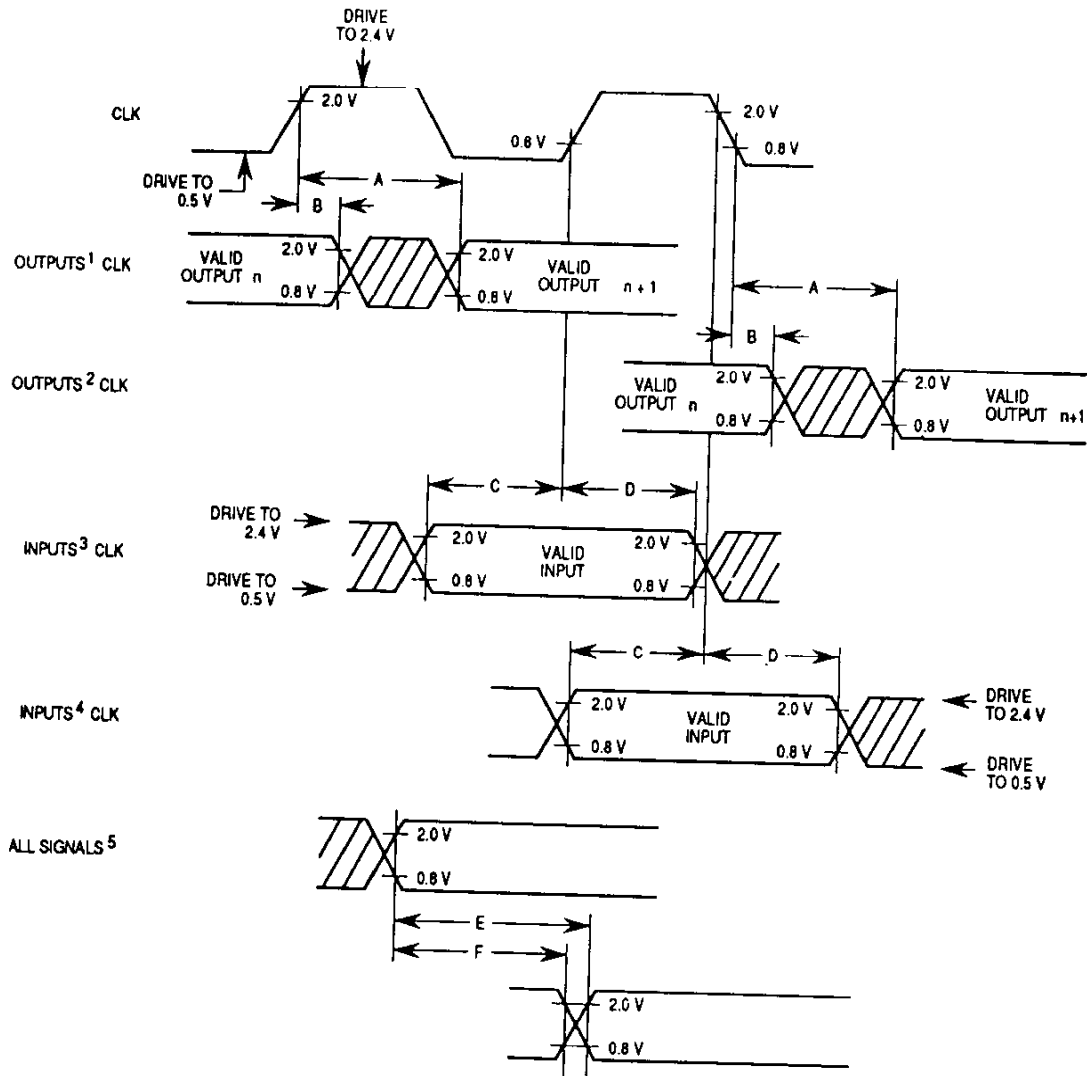 DRIVE
TO 2.4 V
CLK
2.0 V
0.8 V
2.0 V
0.8 V
DRIVE TO
0.5 V
A
B
OUTPUTS1 CLK
VALID
OUTPUT n
2.0 V
0.8 V
2.0 V
0.8 V
VALID
OUTPUT n + 1
A
B
OUTPUTS2 CLK
VALID
OUTPUT n
2.0 V
0.8 V
2.0 V
0.8 V
VALID
OUTPUT n+1
C
D
DRIVE TO
2.4 V
INPUTS3 CLK
DRIVE TO
0.5 V
2.0 V
0.8 V
VALID
INPUT
2.0 V
0.8 V
C
D
INPUTS4 CLK
2.0 V
0.8 V
VALID
INPUT
2.0 V
0.8 V
DRIVE
TO 2.4 V
DRIVE
TO 0.5 V
ALL SIGNALS5
2.0 V
0.8 V
E
F
2.0 V
0.8 V